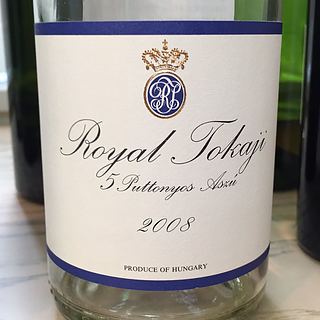 Royal Tokaji
5 Puttonyos Aszú
2008
PRODUCE OF HUNGARY